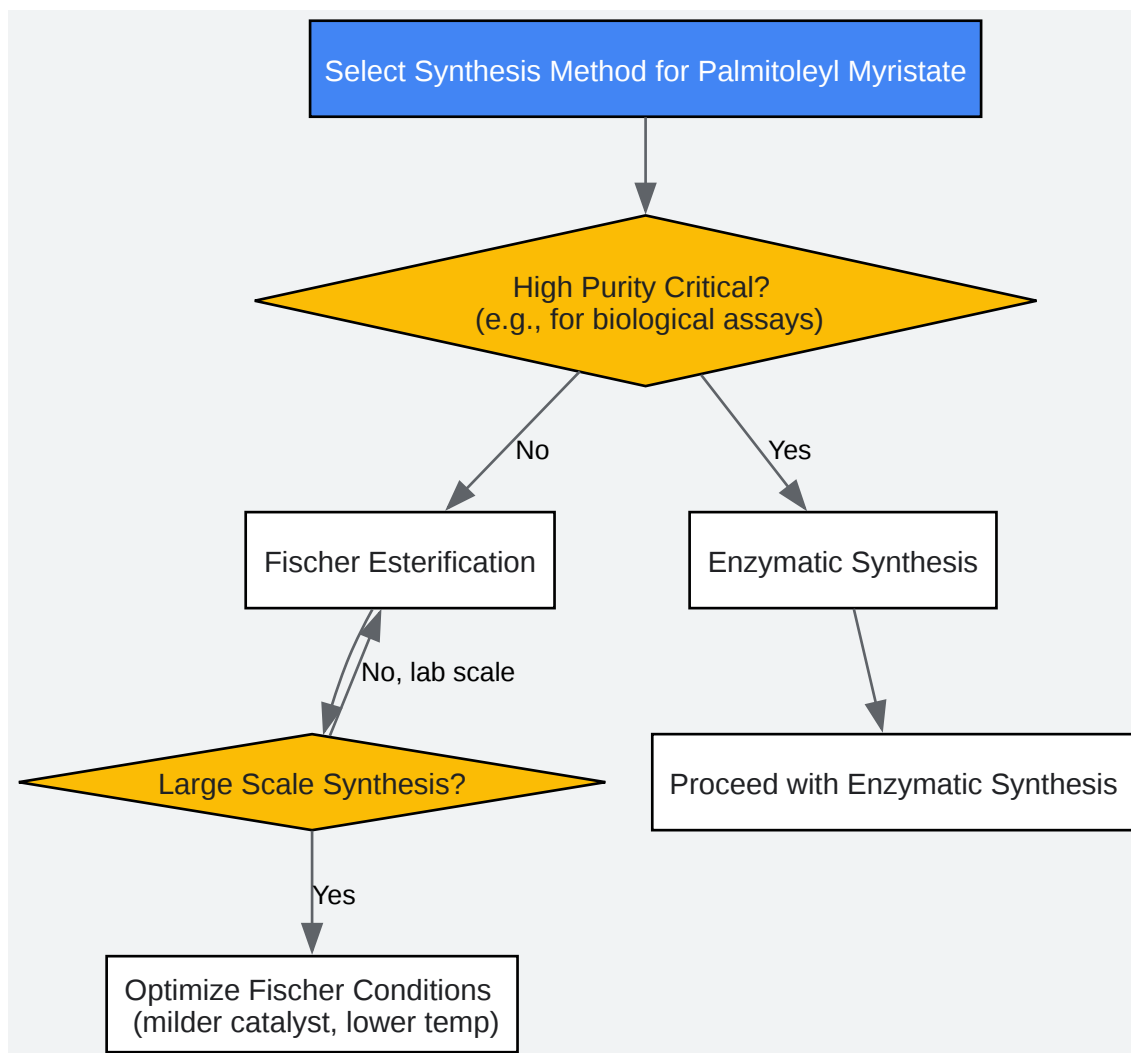 Select Synthesis Method for Palmitoleyl Myristate
High Purity Critical?
(e.g., for biological assays)
No
Yes
Fischer Esterification
Enzymatic Synthesis
No, lab scale
Large Scale Synthesis?
Proceed with Enzymatic Synthesis
Yes
Optimize Fischer Conditions
(milder catalyst, lower temp)